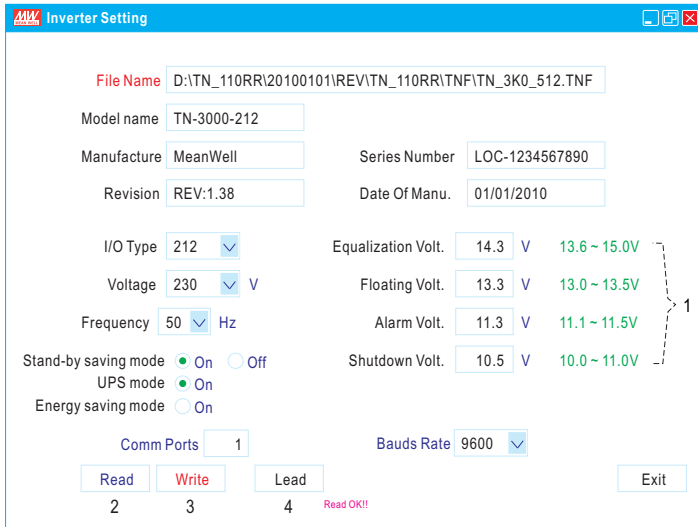 MW MEAN WELL Inverter Setting
File Name D:\TN_110RR\20100101\REV\TN_110RR\TNF\TN_3K0_512.TNF
Model name TN-3000-212
Manufacture MeanWell Series Number LOC-1234567890
Revision REV:1.38 Date Of Manu. 01/01/2010
I/O Type 212 Equalization Volt. 14.3 V 13.6 ~ 15.0V
Voltage 230 V Floating Volt. 13.3 V 13.0 ~ 13.5V
1
Frequency 50 Hz Alarm Volt. 11.3 V 11.1 ~ 11.5V
Stand-by saving mode On Off Shutdown Volt. 10.5 V 10.0 ~ 11.0V
UPS mode On
Energy saving mode On
Comm Ports 1 Bauds Rate 9600
Read Write Lead Exit
2 3 4 Read OK!!